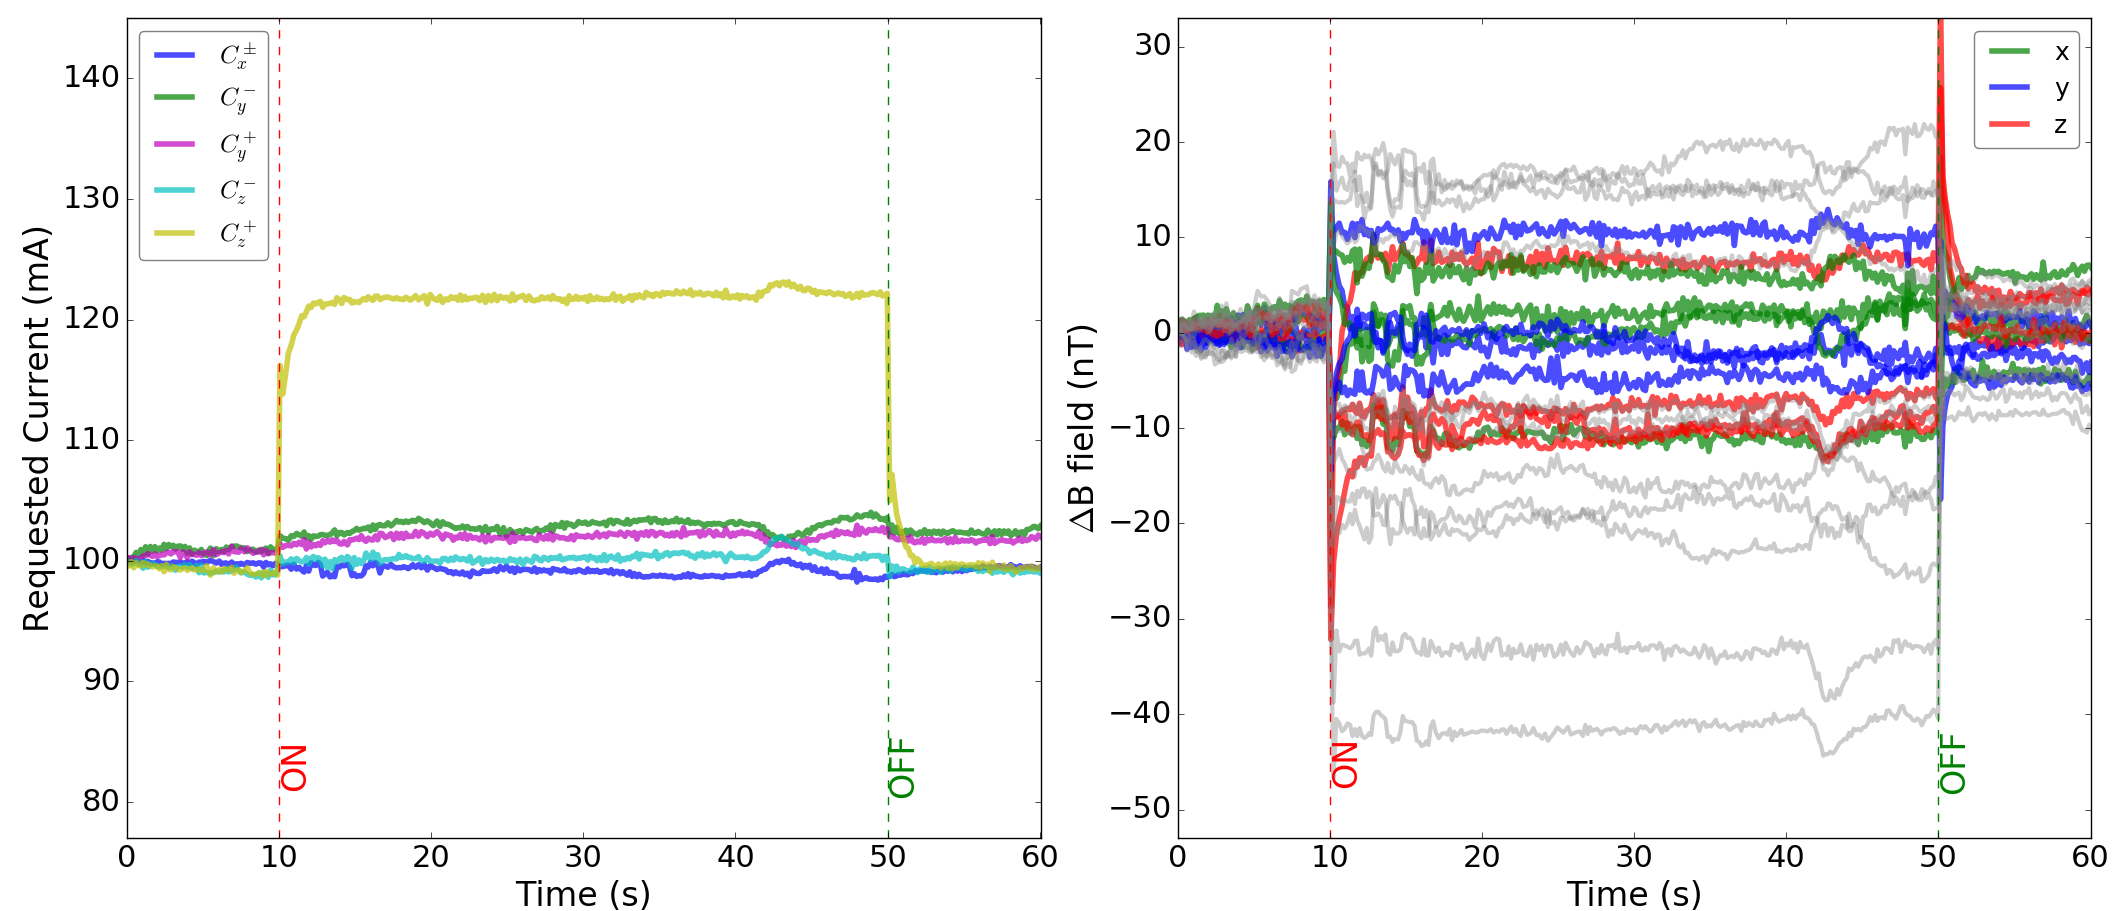 Requested Current (mA)
140
130
120
110
100
90
80
C_x^±
C_y^-
C_y^+
C_z^-
C_z^+
ON
OFF
0 10 20 30 40 50 60
Time (s)
ΔB field (nT)
30
20
10
0
−10
−20
−30
−40
−50
x
y
z
ON
OFF
0 10 20 30 40 50 60
Time (s)